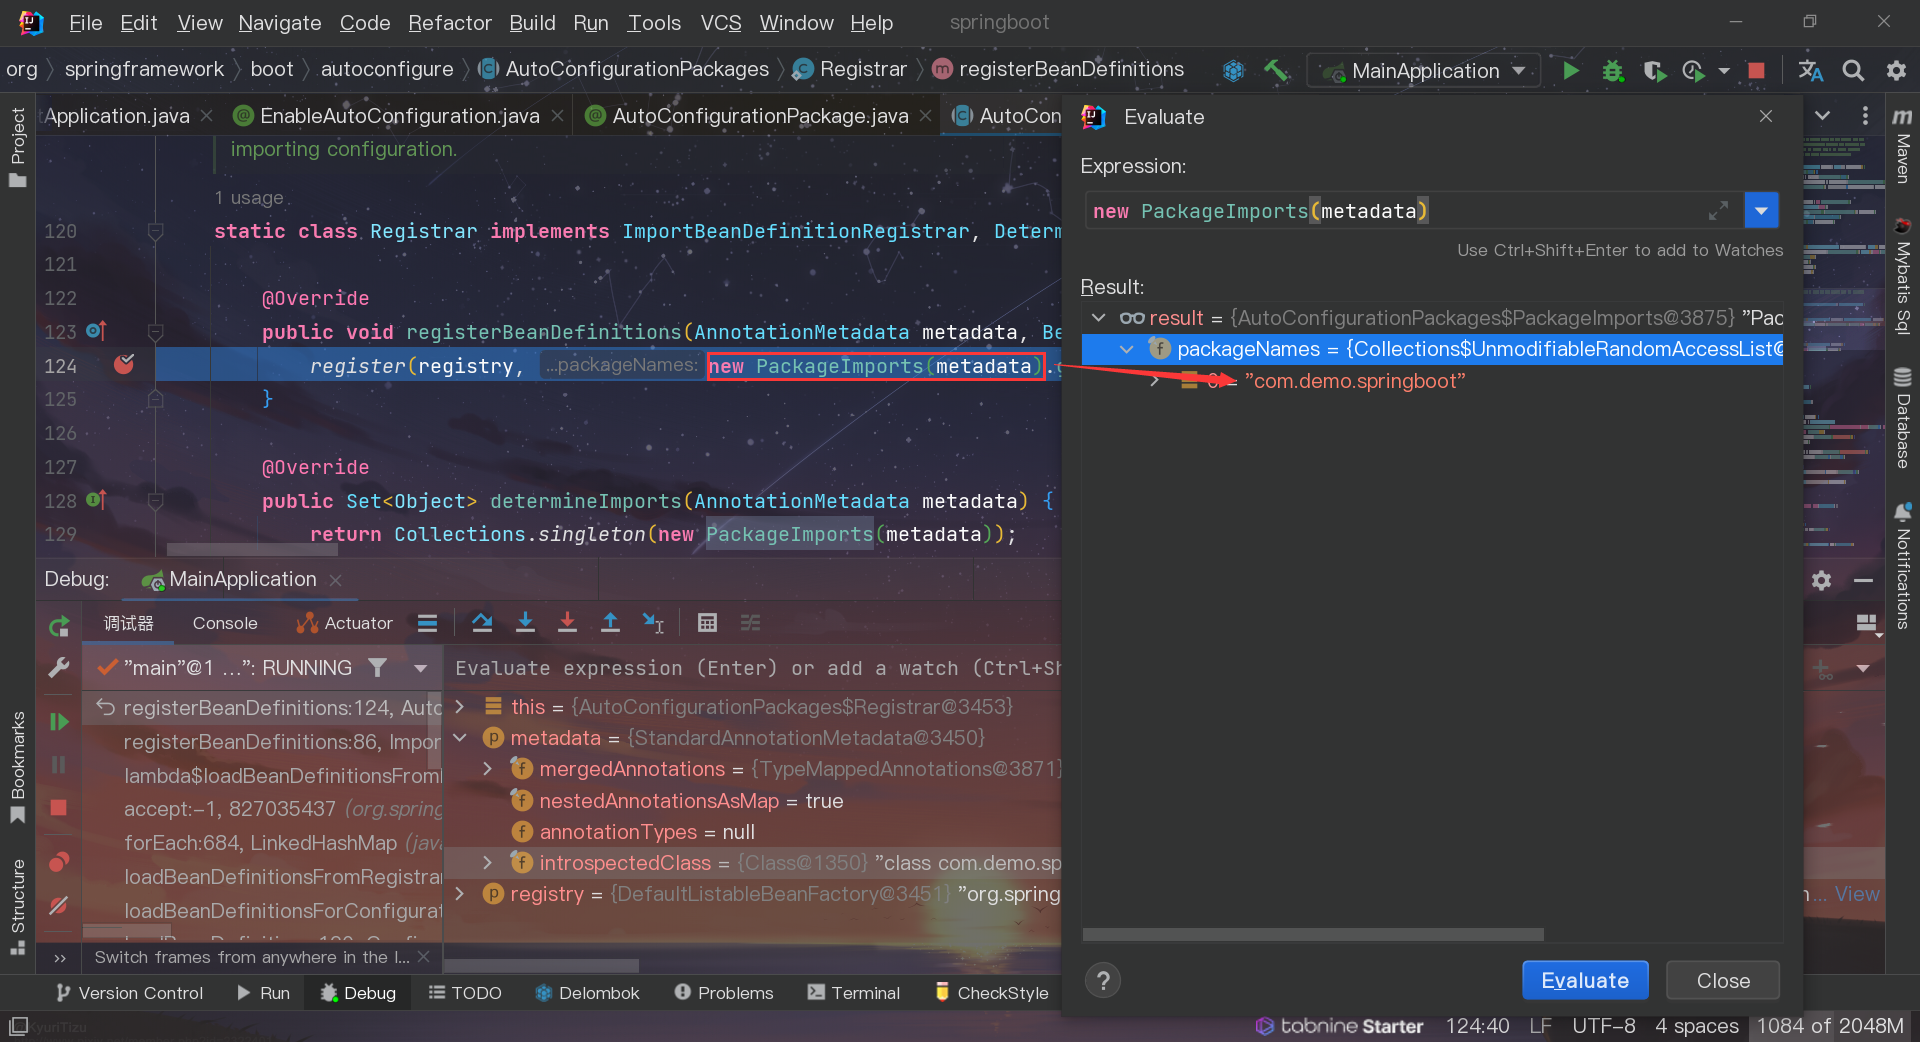 File Edit View Navigate Code Refactor Build Run Tools VCS Window Help springboot
org springframework boot autoconfigure AutoConfigurationPackages Registrar registerBeanDefinitions MainApplication
Application.java EnableAutoConfiguration.java AutoConfigurationPackage.java AutoCon
importing configuration.
1 usage
120 static class Registrar implements ImportBeanDefinitionRegistrar, Determ
121
122 @Override
123 public void registerBeanDefinitions(AnnotationMetadata metadata, Be
124 register(registry, ...packageNames: new PackageImports(metadata).
125 }
126
127 @Override
128 public Set<Object> determineImports(AnnotationMetadata metadata) {
129 return Collections.singleton(new PackageImports(metadata));
Evaluate
Expression:
new PackageImports(metadata)
Use Ctrl+Shift+Enter to add to Watches
Result:
result = {AutoConfigurationPackages$PackageImports@3875} "Pac
packageNames = {Collections$UnmodifiableRandomAccessList@
0 = "com.demo.springboot"
Evaluate
Close
Debug: MainApplication
调试器 Console Actuator
"main"@1 ...": RUNNING
Evaluate expression (Enter) or add a watch (Ctrl+Sh
registerBeanDefinitions:124, Auto
registerBeanDefinitions:86, Impor
lambda$loadBeanDefinitionsFrom
accept:-1, 827035437 (org.spring
forEach:684, LinkedHashMap (java
loadBeanDefinitionsFromRegistrar
loadBeanDefinitionsForConfigurat
this = {AutoConfigurationPackages$Registrar@3453}
metadata = {StandardAnnotationMetadata@3450}
mergedAnnotations = {TypeMappedAnnotations@3871}
nestedAnnotationsAsMap = true
annotationTypes = null
introspectedClass = {Class@1350} "class com.demo.sp
registry = {DefaultListableBeanFactory@3451} "org.spring
n... View
Switch frames from anywhere in the I...
Version Control Run Debug TODO Delombok Problems Terminal CheckStyle
KyuriTizu
tabnine Starter 124:40 LF UTF-8 4 spaces 1084 of 2048M
Project
Bookmarks
Structure
Maven
Mybatis Sql
Database
Notifications